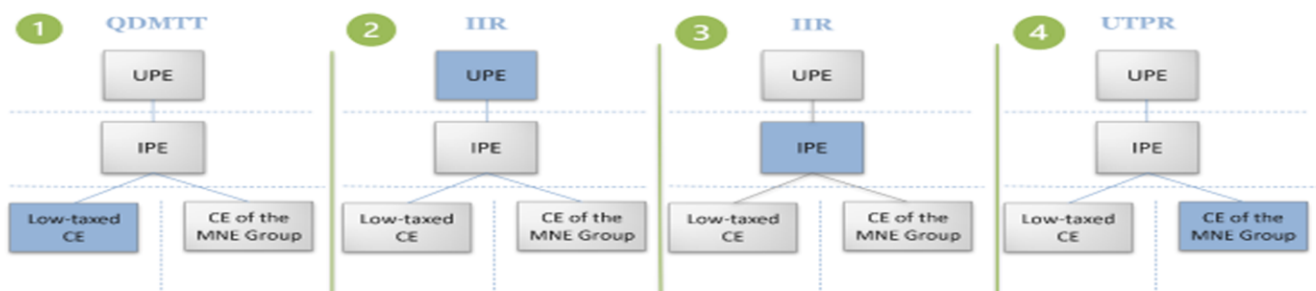 1
QDMTT
UPE
IPE
Low-taxed
CE
CE of the
MNE Group
2
IIR
UPE
IPE
Low-taxed
CE
CE of the
MNE Group
3
IIR
UPE
IPE
Low-taxed
CE
CE of the
MNE Group
4
UTPR
UPE
IPE
Low-taxed
CE
CE of the
MNE Group